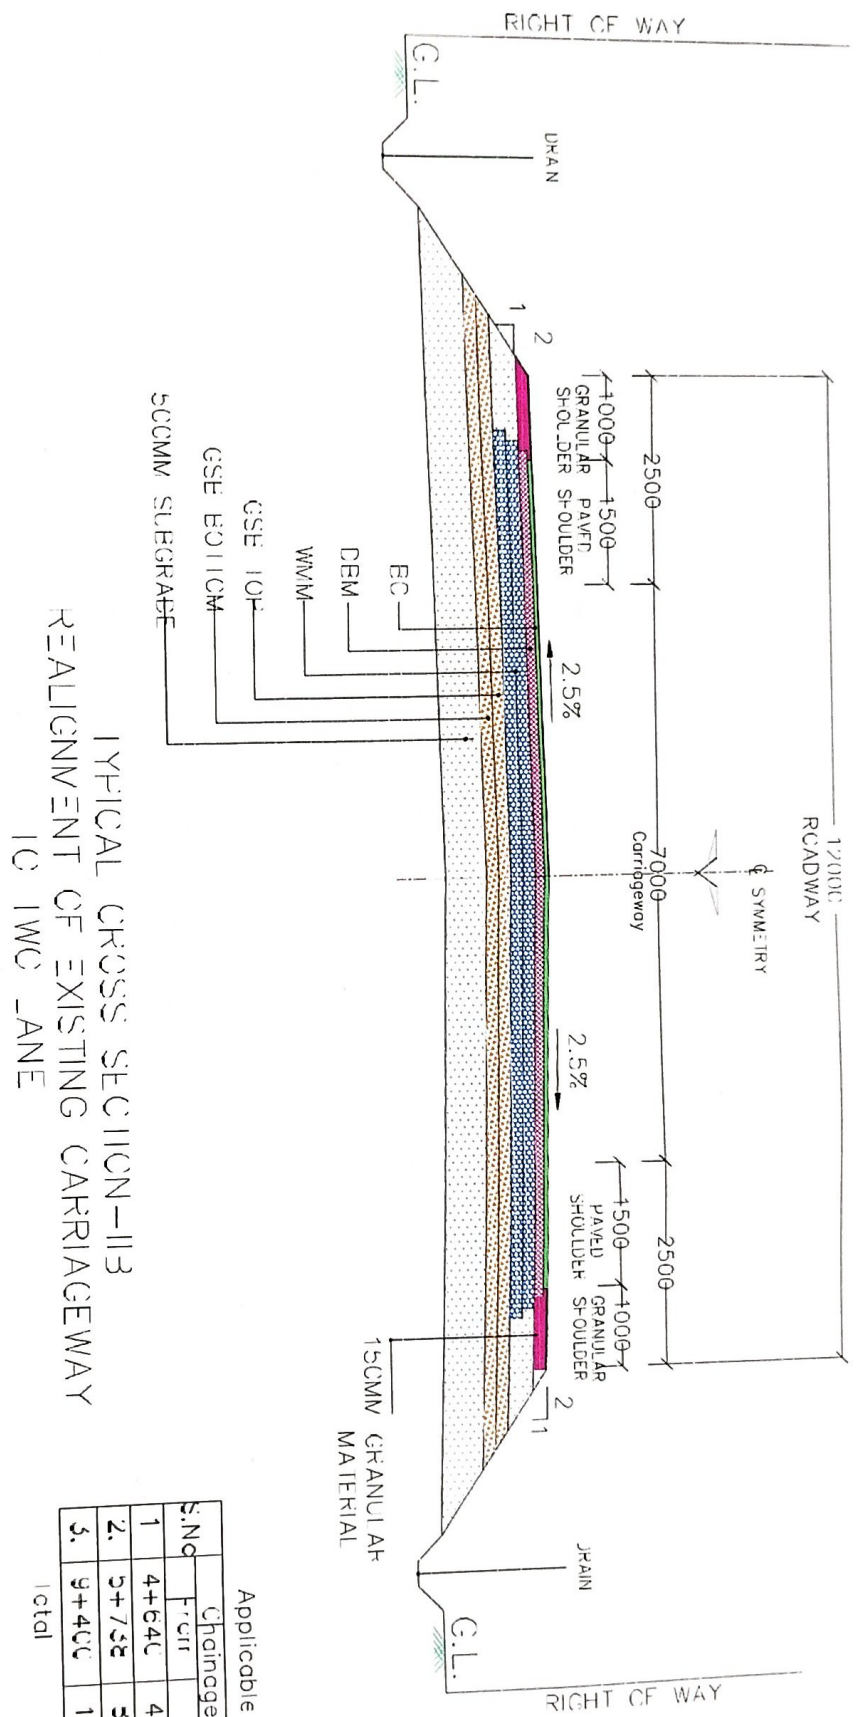 RIGHT OF WAY
12000
ROADWAY
℄ SYMMETRY
2500
7000
Carriageway
2500
1000
1500
1500
1000
GRANULAR SHOULDER
PAVED SHOULDER
PAVED SHOULDER
GRANULAR SHOULDER
DRAIN
DRAIN
G.L.
G.L.
RIGHT OF WAY
1
2
2
1
2.5%
2.5%
BC
DBM
WMM
GSB TOP
GSB BOTTOM
500MM SUBGRADE
150MM GRANULAR
MATERIAL
TYPICAL CROSS SECTION-IIB
REALIGNMENT OF EXISTING CARRIAGEWAY
TO TWO LANE
Applicable
Chainage
S.No From
1 4+640 4
2. 5+738 5
3. 9+400 1
Total